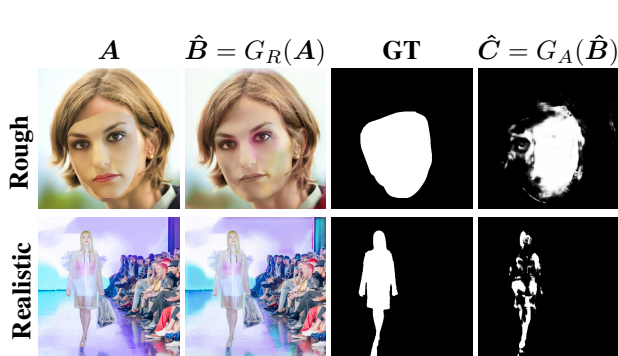 A B̂ = G_R(A) GT Ĉ = G_A(B̂)
Rough
Realistic